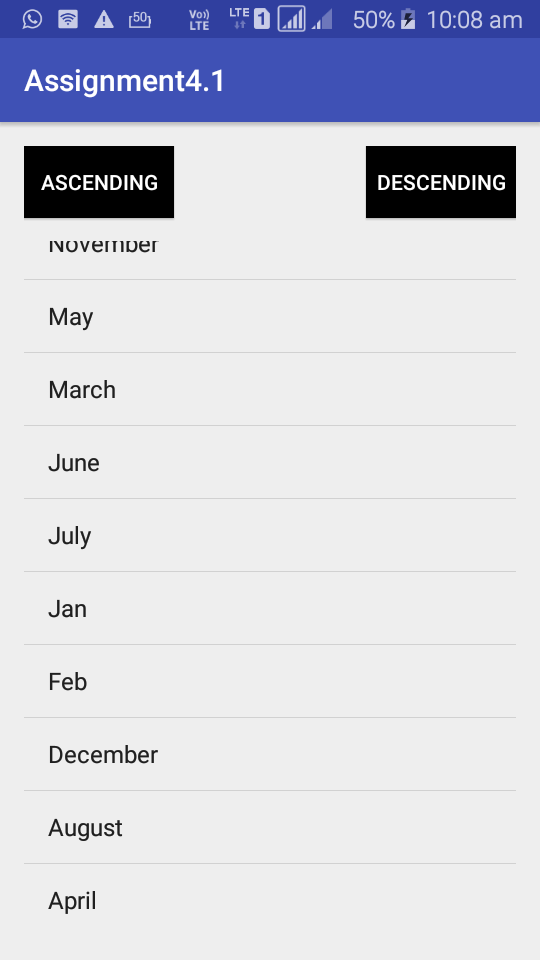 50
Vo)) LTE LTE 1 50% 10:08 am
Assignment4.1
ASCENDING DESCENDING
November
May
March
June
July
Jan
Feb
December
August
April